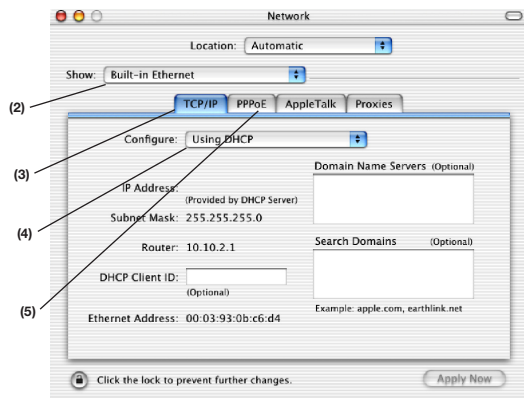 Network
Location: Automatic
Show: Built-in Ethernet
(2)
TCP/IP PPPoE AppleTalk Proxies
Configure: Using DHCP
(3)
Domain Name Servers (Optional)
IP Address:
(Provided by DHCP Server)
Subnet Mask: 255.255.255.0
(4)
Router: 10.10.2.1
Search Domains (Optional)
DHCP Client ID:
(Optional)
(5)
Example: apple.com, earthlink.net
Ethernet Address: 00:03:93:0b:c6:d4
Click the lock to prevent further changes.
Apply Now